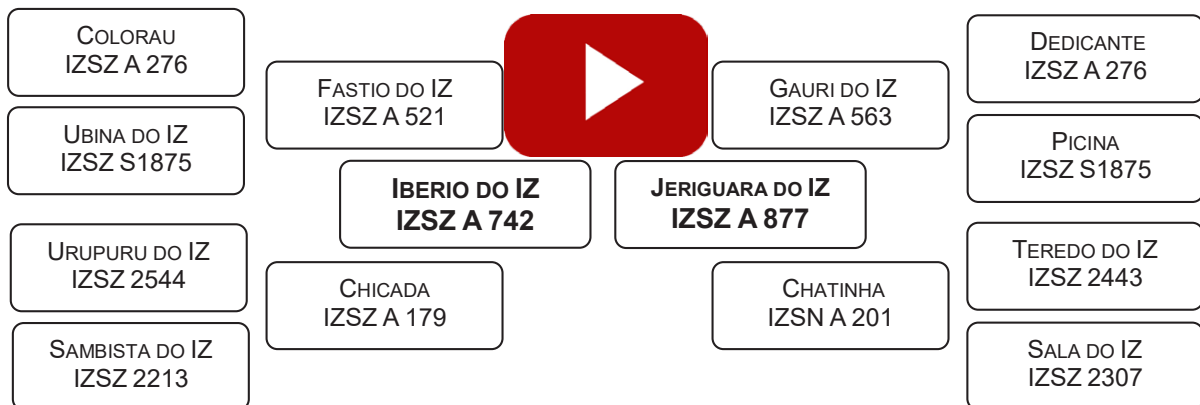 COLORAU
IZSZ A 276
UBINA DO IZ
IZSZ S1875
FASTIO DO IZ
IZSZ A 521
IBERIO DO IZ
IZSZ A 742
URUPURU DO IZ
IZSZ 2544
SAMBISTA DO IZ
IZSZ 2213
CHICADA
IZSZ A 179
GAURI DO IZ
IZSZ A 563
JERIGUARA DO IZ
IZSZ A 877
CHATINHA
IZSN A 201
DEDICANTE
IZSZ A 276
PICINA
IZSZ S1875
TEREDO DO IZ
IZSZ 2443
SALA DO IZ
IZSZ 2307